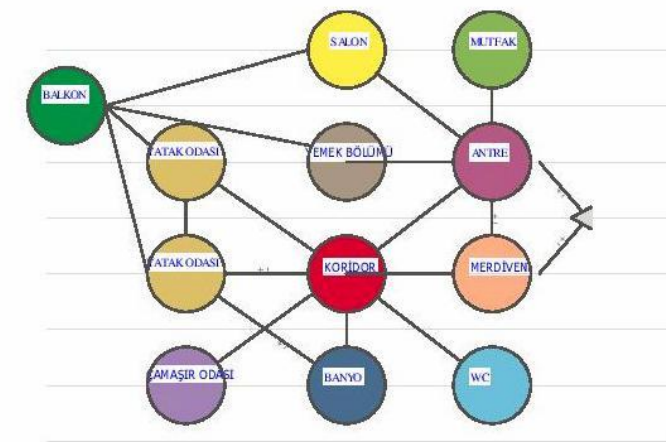 SALON
MUTFAK
BALKON
YATAK ODASI
YEMEK BÖLÜMÜ
ANTRE
YATAK ODASI
KORİDOR
MERDİVEN
ÇAMAŞIR ODASI
BANYO
WC